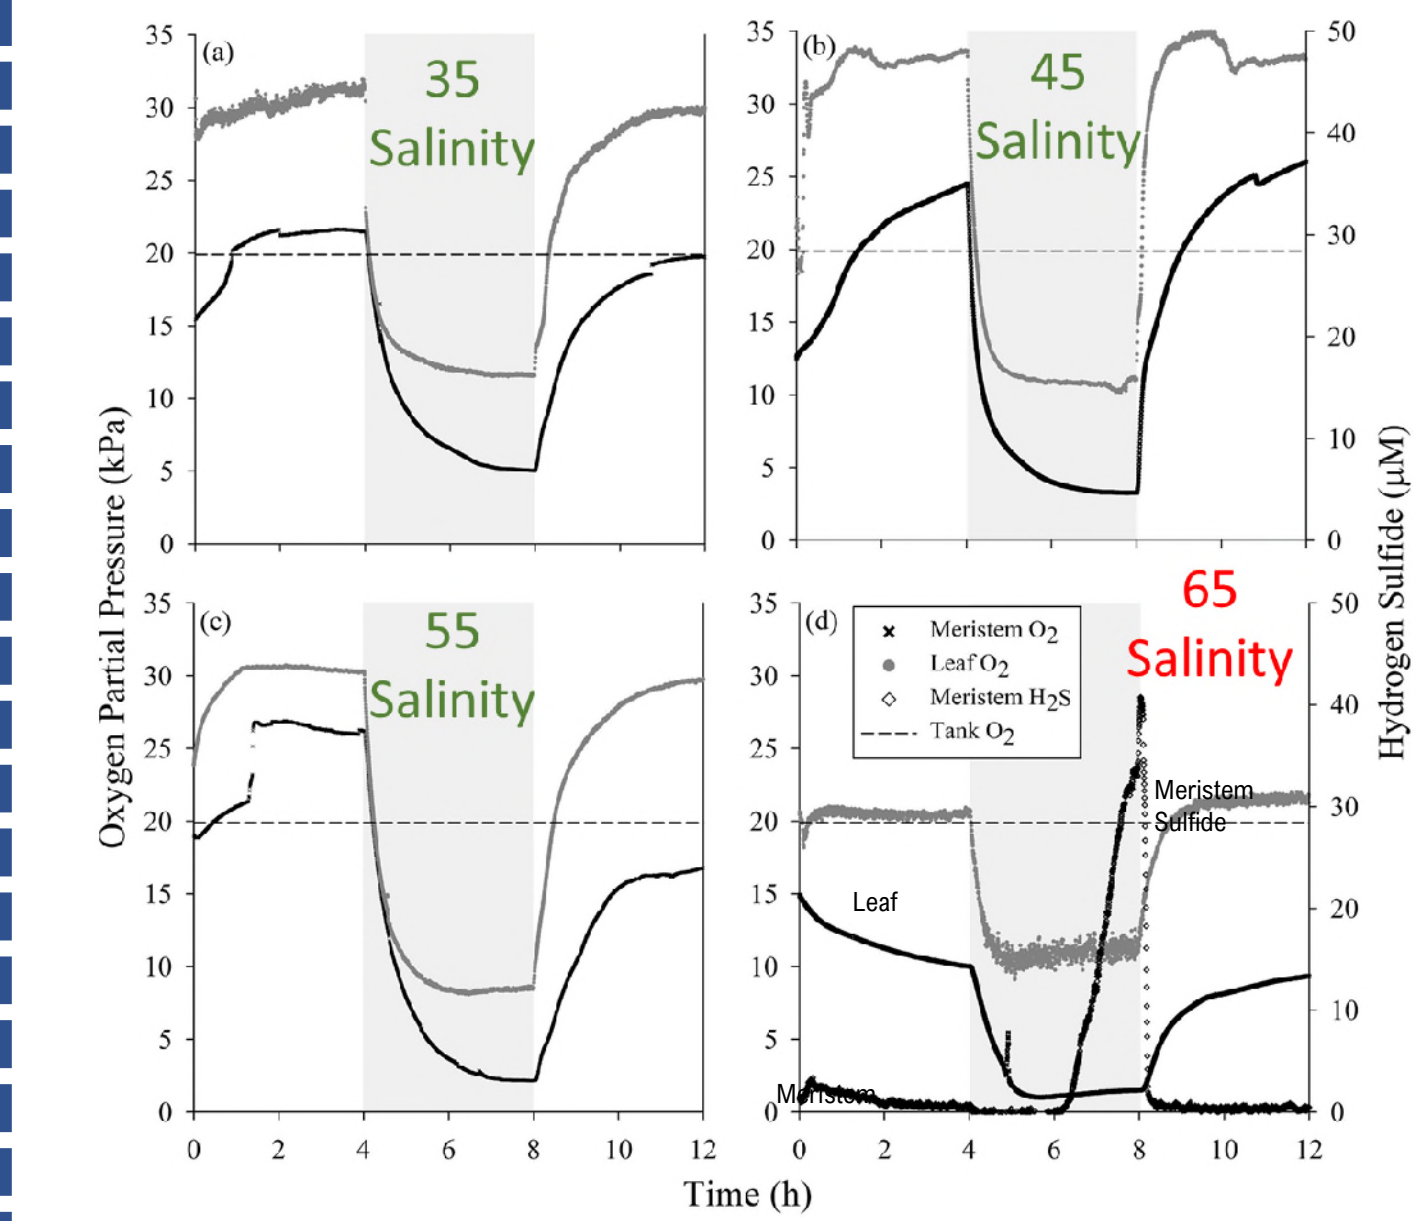 (a)
35
Salinity
35
30
25
20
15
10
5
0
(b)
45
Salinity
35
30
25
20
15
10
5
0
50
40
30
20
10
0
Oxygen Partial Pressure (kPa)
Hydrogen Sulfide (µM)
(c)
55
Salinity
35
30
25
20
15
10
5
0
0 2 4 6 8 10 12
(d)
65
Salinity
Meristem O2
Leaf O2
Meristem H2S
Tank O2
Meristem
Sulfide
Leaf
Meristem
35
30
25
20
15
10
5
0
50
40
30
20
10
0
0 2 4 6 8 10 12
Time (h)